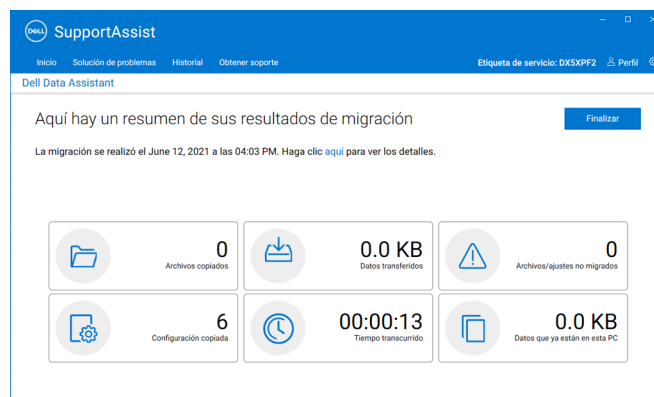 DELL SupportAssist
Inicio Solución de problemas Historial Obtener soporte Etiqueta de servicio: DX5XPF2 Perfil
Dell Data Assistant
Aquí hay un resumen de sus resultados de migración
Finalizar
La migración se realizó el June 12, 2021 a las 04:03 PM. Haga clic aquí para ver los detalles.
0
Archivos copiados
0.0 KB
Datos transferidos
0
Archivos/ajustes no migrados
6
Configuración copiada
00:00:13
Tiempo transcurrido
0.0 KB
Datos que ya están en esta PC